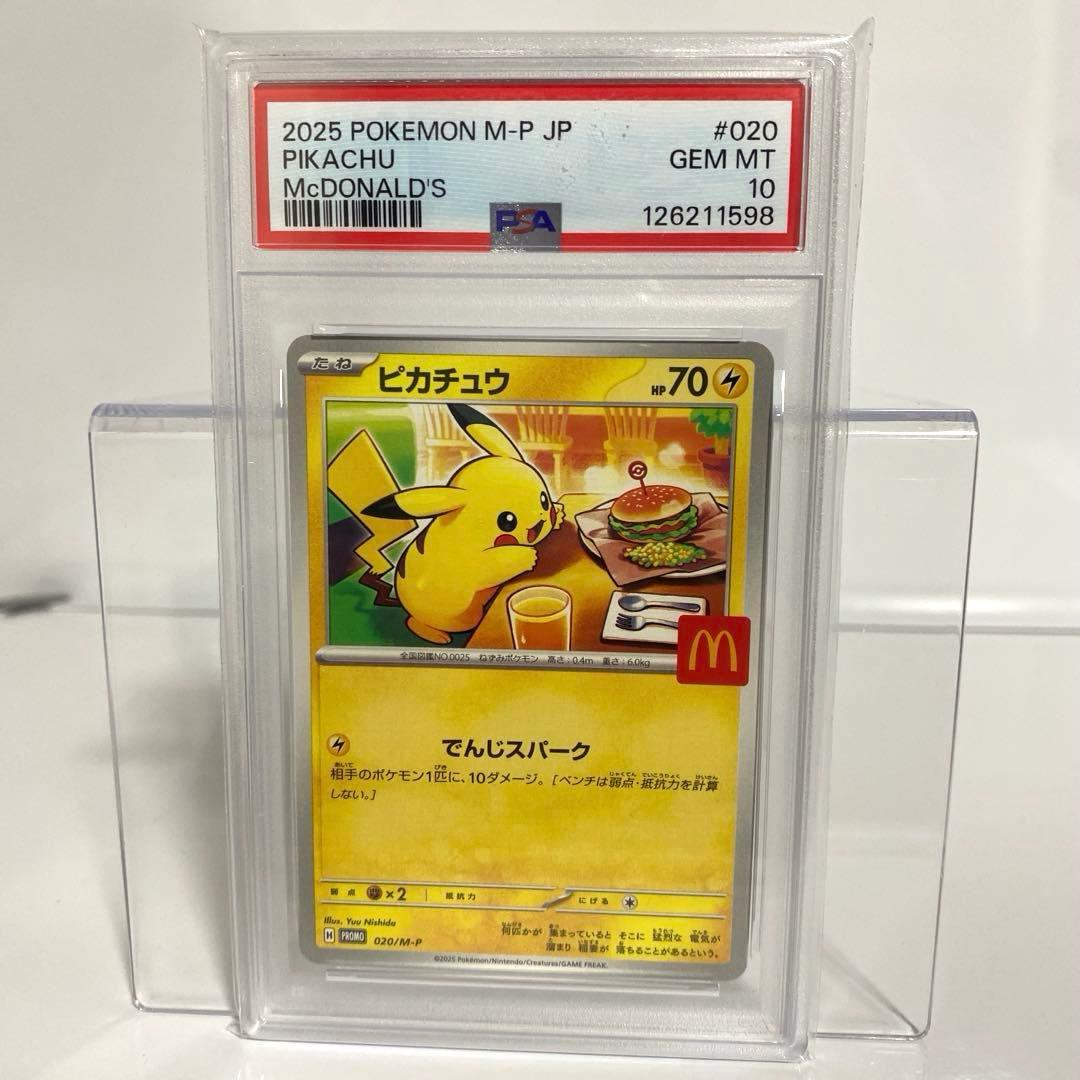 2025 POKEMON M-P JP #020
PIKACHU GEM MT
McDONALD'S 10
PSA 126211598
たね ピカチュウ HP 70
全国図鑑NO.0025 ねずみポケモン 高さ:0.4m 重さ:6.0kg
でんじスパーク
相手のポケモン1匹に、10ダメージ。[ベンチは弱点・抵抗力を計算
しない。]
弱点 ×2 抵抗力 にげる
Illus. Yuu Nishida
H PROMO 020/M-P
何匹かが 集まっていると そこに 猛烈な 電気が
溜まり 稲妻が 落ちることがあるという。
©2025 Pokémon/Nintendo/Creatures/GAME FREAK.